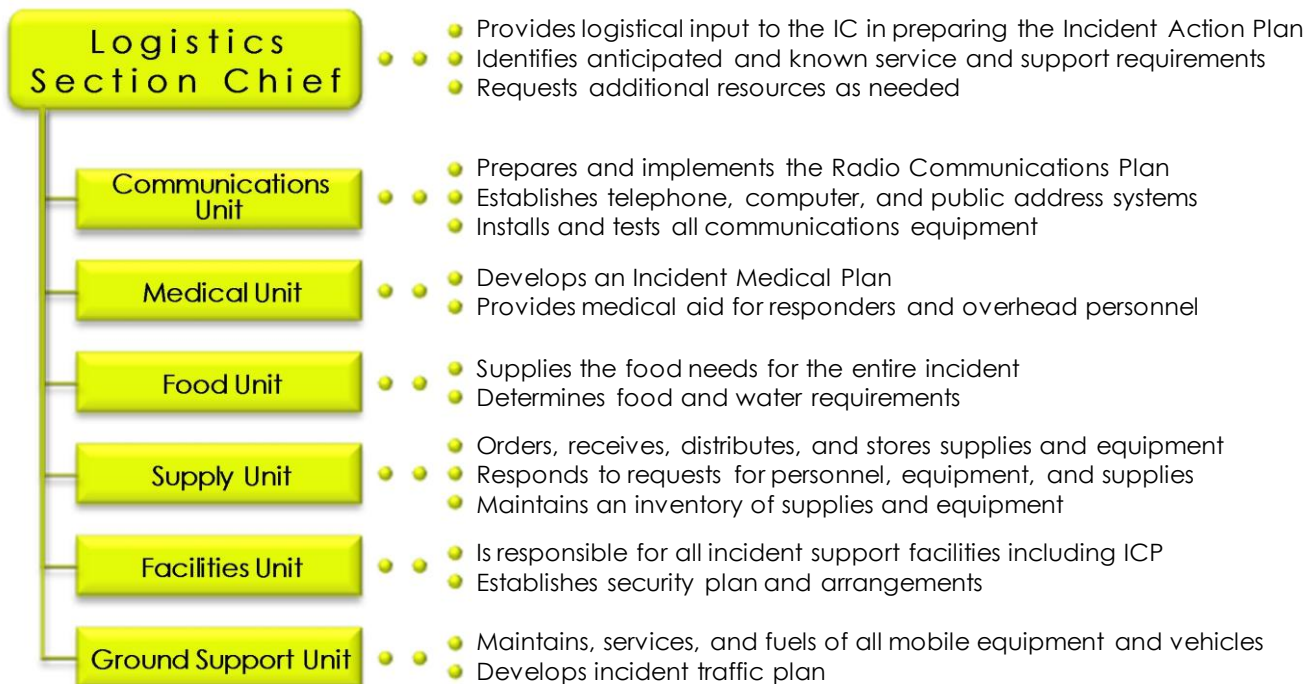 Logistics
Section Chief
Provides logistical input to the IC in preparing the Incident Action Plan
Identifies anticipated and known service and support requirements
Requests additional resources as needed
Communications
Unit
Prepares and implements the Radio Communications Plan
Establishes telephone, computer, and public address systems
Installs and tests all communications equipment
Medical Unit
Develops an Incident Medical Plan
Provides medical aid for responders and overhead personnel
Food Unit
Supplies the food needs for the entire incident
Determines food and water requirements
Supply Unit
Orders, receives, distributes, and stores supplies and equipment
Responds to requests for personnel, equipment, and supplies
Maintains an inventory of supplies and equipment
Facilities Unit
Is responsible for all incident support facilities including ICP
Establishes security plan and arrangements
Ground Support Unit
Maintains, services, and fuels of all mobile equipment and vehicles
Develops incident traffic plan